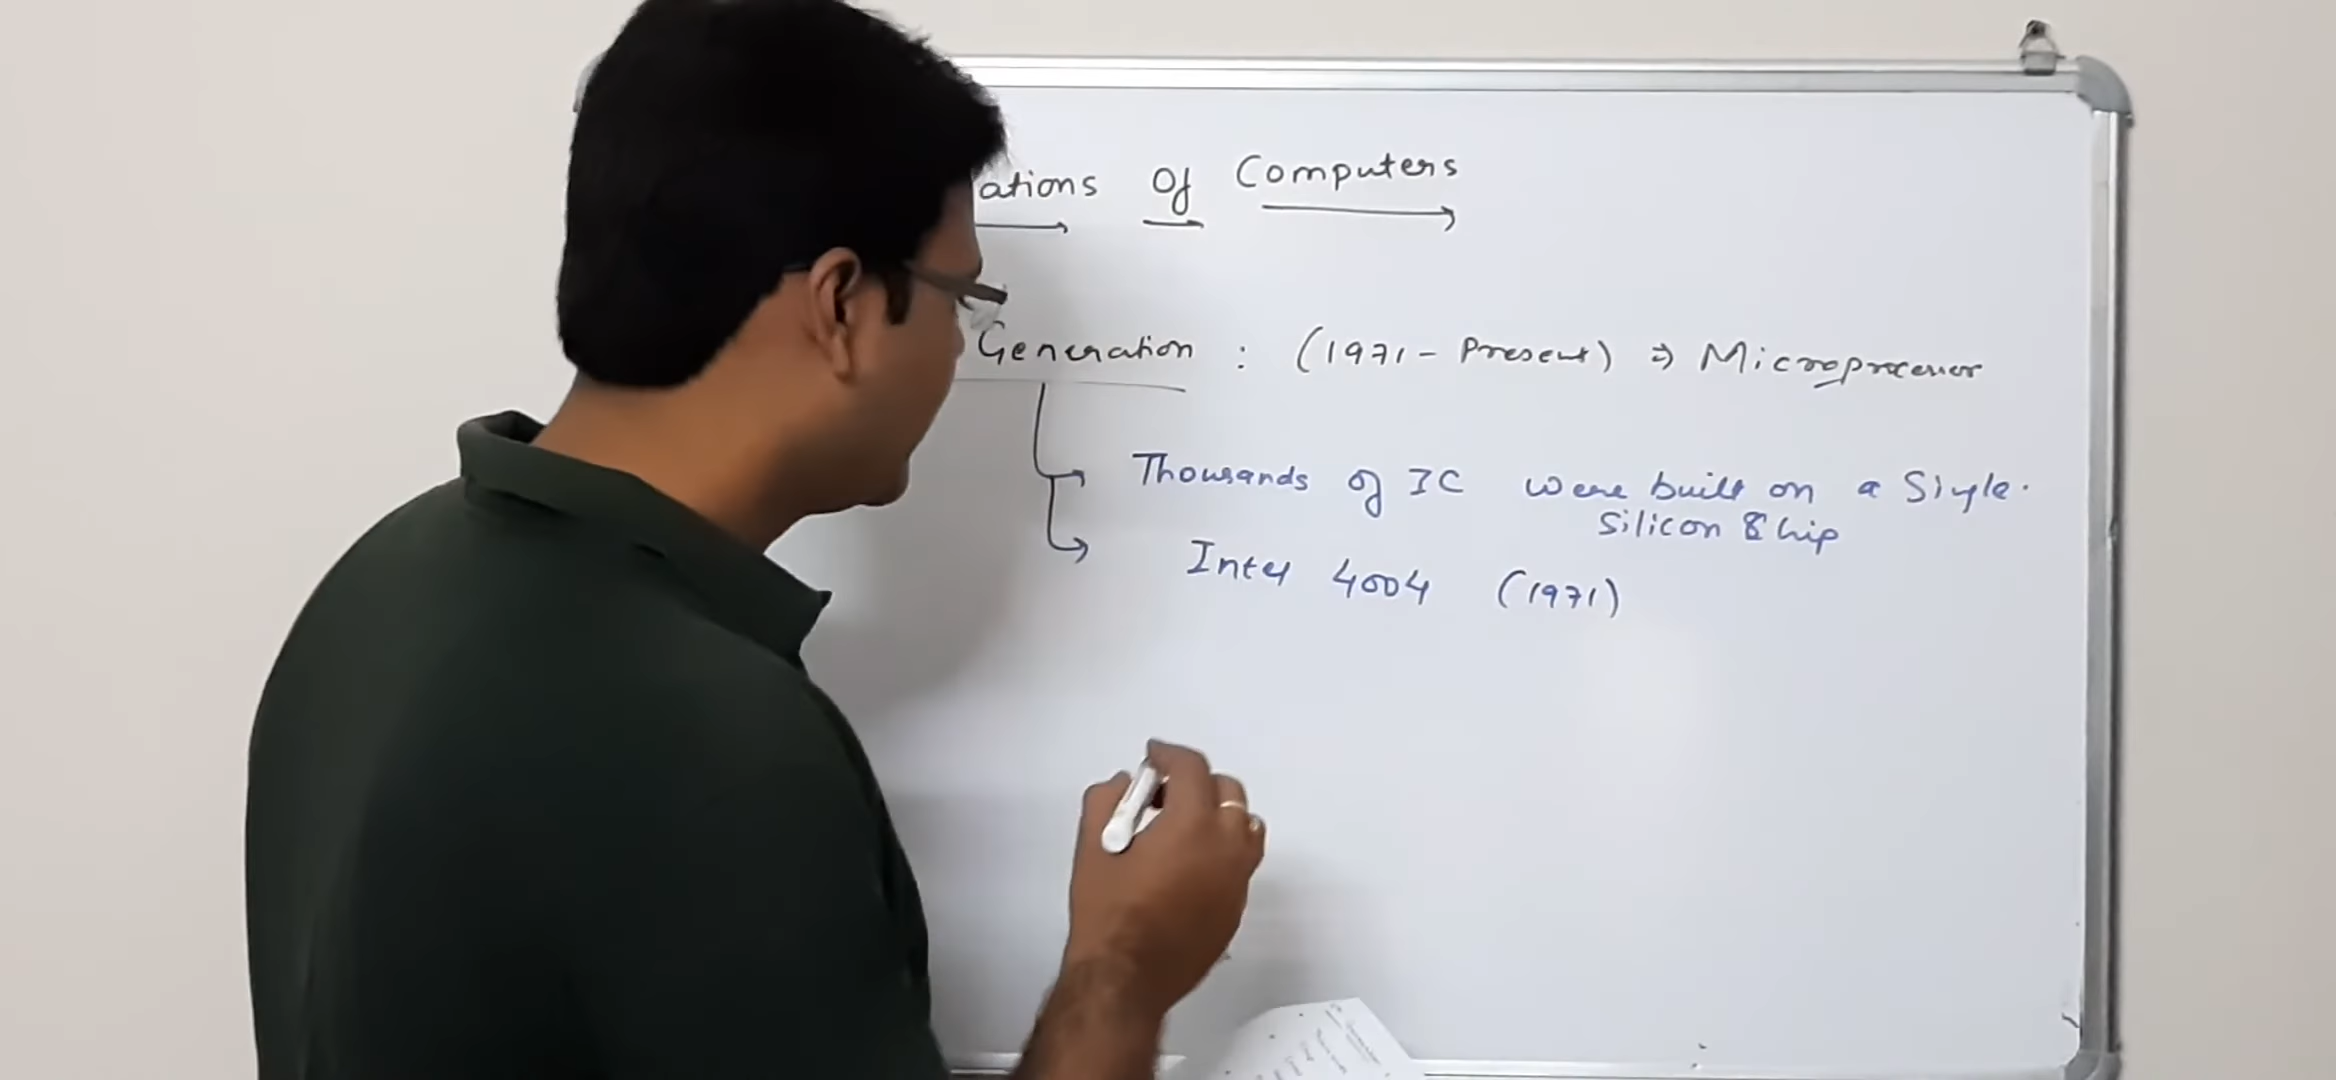 ations Of Computers
Generation : (1971 - Present) ⇒ Microprocessor
Thousands of IC were built on a Single.
Silicon Chip
Intel 4004 (1971)